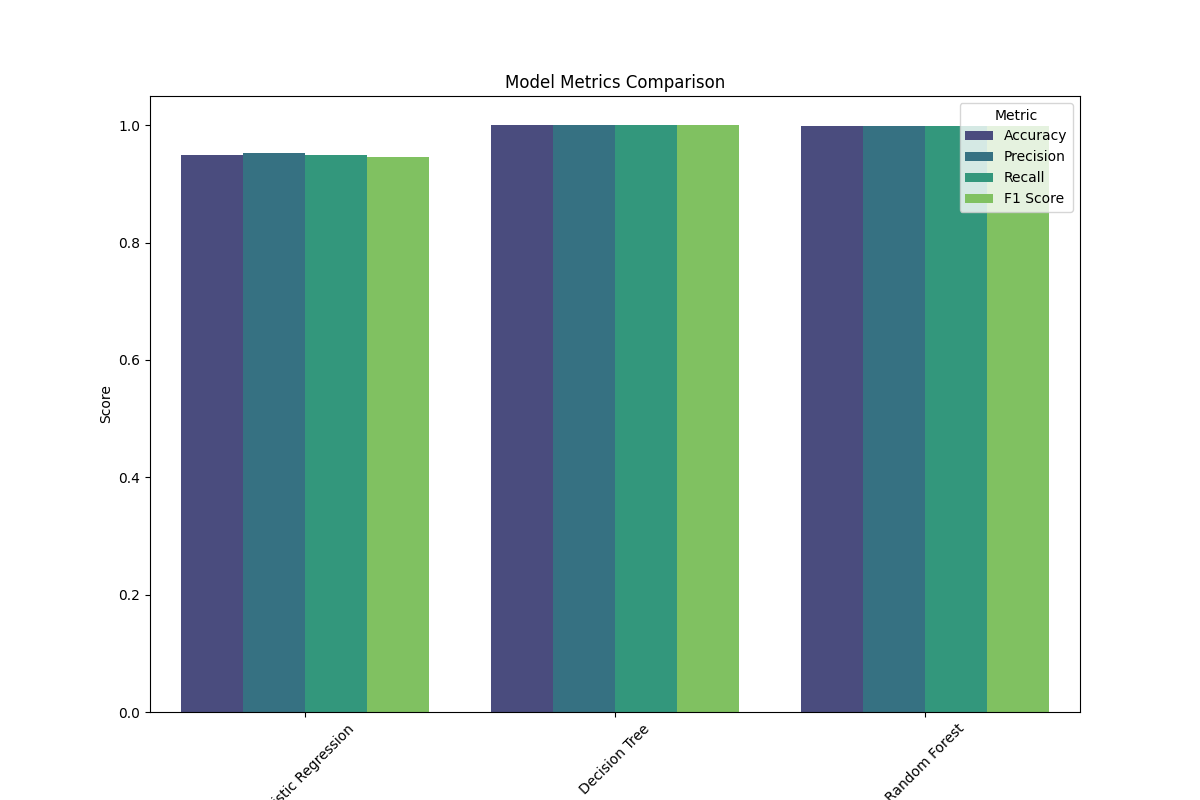 Model Metrics Comparison
Metric
Accuracy
Precision
Recall
F1 Score
1.0
0.8
0.6
0.4
0.2
0.0
Score
Regression
Decision Tree
Random Forest